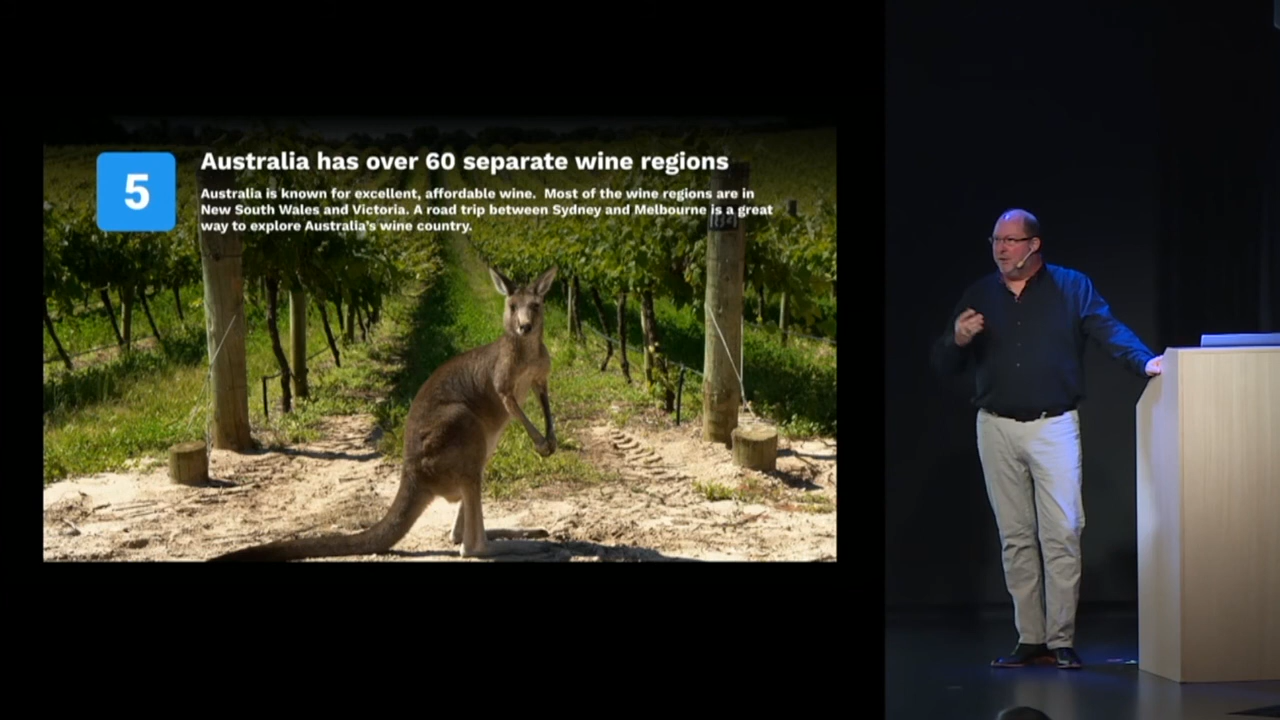 5
Australia has over 60 separate wine regions
Australia is known for excellent, affordable wine. Most of the wine regions are in
New South Wales and Victoria. A road trip between Sydney and Melbourne is a great
way to explore Australia's wine country.